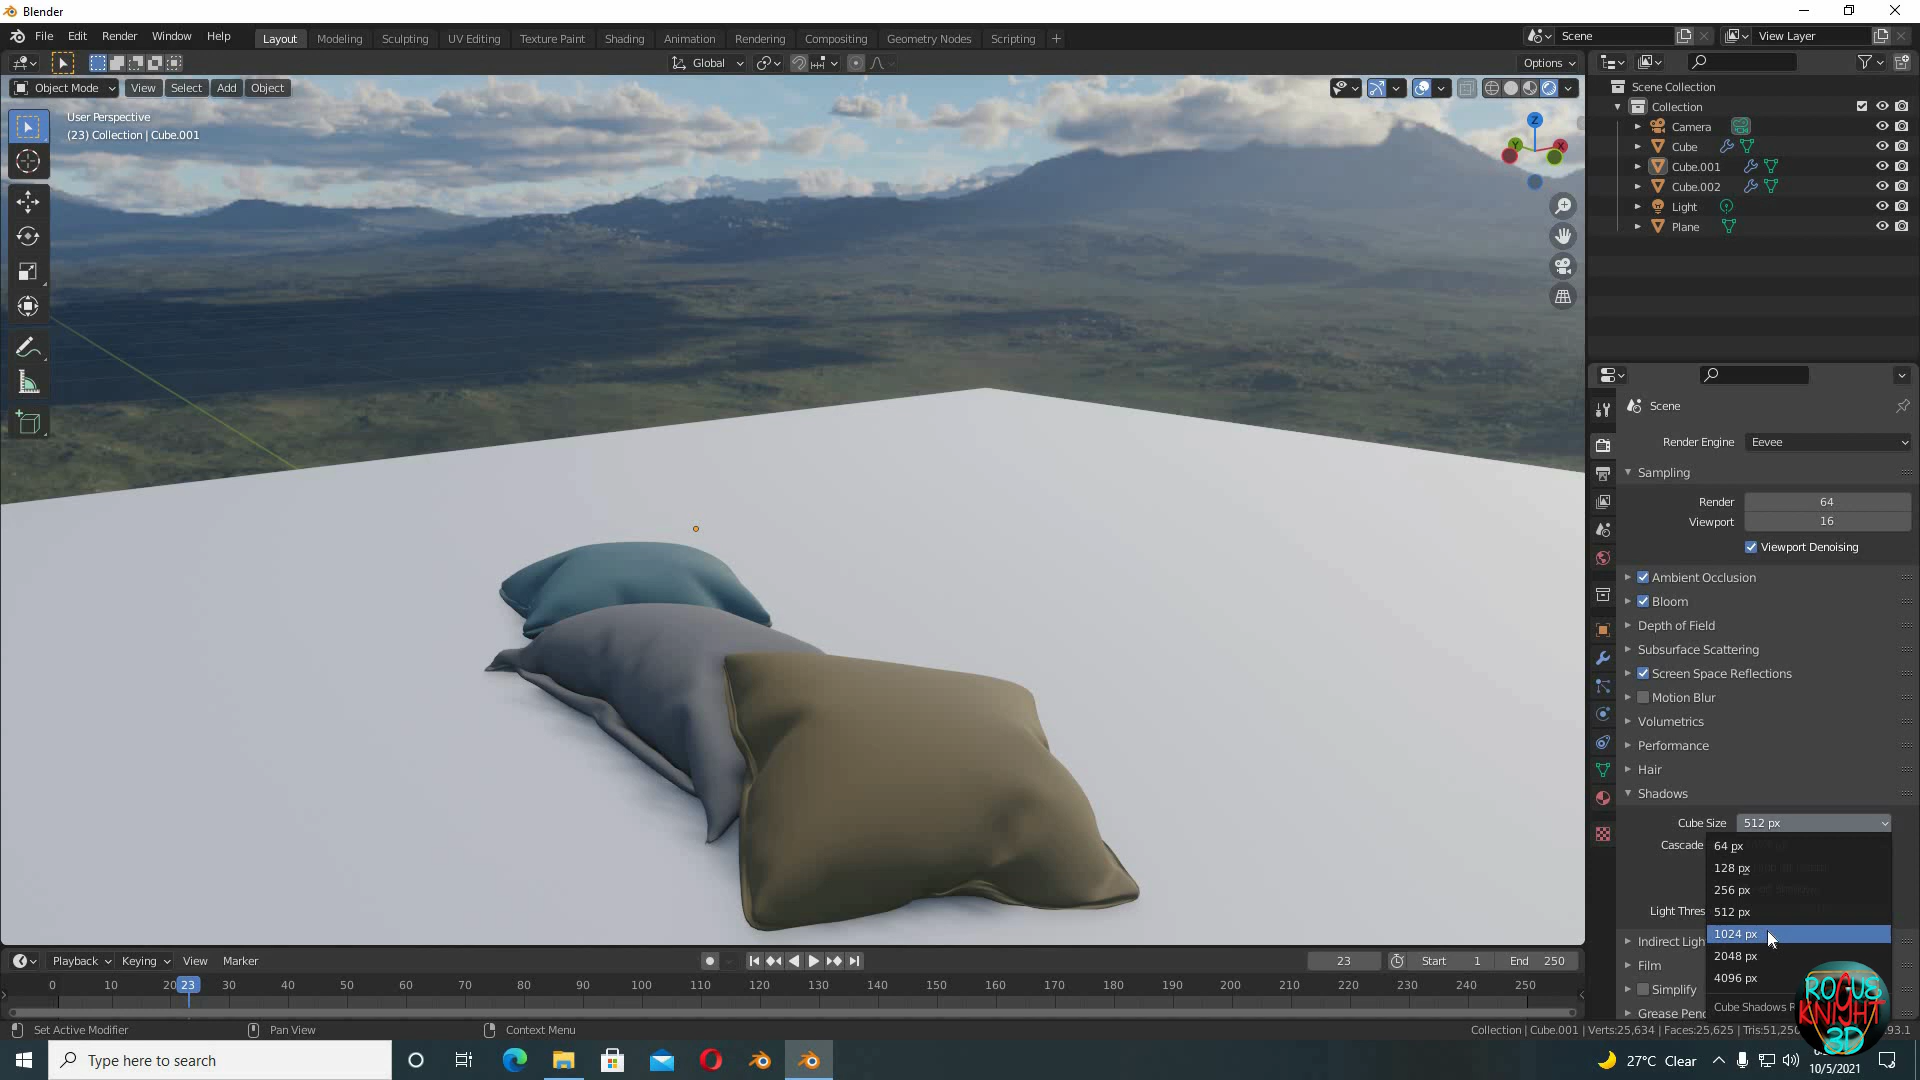 Blender
File Edit Render Window Help
Layout Modeling Sculpting UV Editing Texture Paint Shading Animation Rendering Compositing Geometry Nodes Scripting +
Scene
View Layer
Global
Options
Object Mode View Select Add Object
User Perspective
(23) Collection | Cube.001
Z
Y
X
Scene Collection
Collection
Camera
Cube
Cube.001
Cube.002
Light
Plane
Scene
Render Engine Eevee
Sampling
Render 64
Viewport 16
Viewport Denoising
Ambient Occlusion
Bloom
Depth of Field
Subsurface Scattering
Screen Space Reflections
Motion Blur
Volumetrics
Performance
Hair
Shadows
Cube Size 512 px
Cascade
64 px
128 px
256 px
512 px
Light Thres
1024 px
Indirect Ligh
2048 px
Film
4096 px
Simplify
Cube Shadows R
Grease Penc
Playback Keying View Marker
23 Start 1 End 250
0 10 20 23 30 40 50 60 70 80 90 100 110 120 130 140 150 160 170 180 190 200 210 220 230 240 250
Set Active Modifier Pan View Context Menu
Collection | Cube.001 | Verts:25,634 | Faces:25,625 | Tris:51,250
93.1
ROGUE
KNIGHT
3D
Type here to search
27°C Clear
10/5/2021